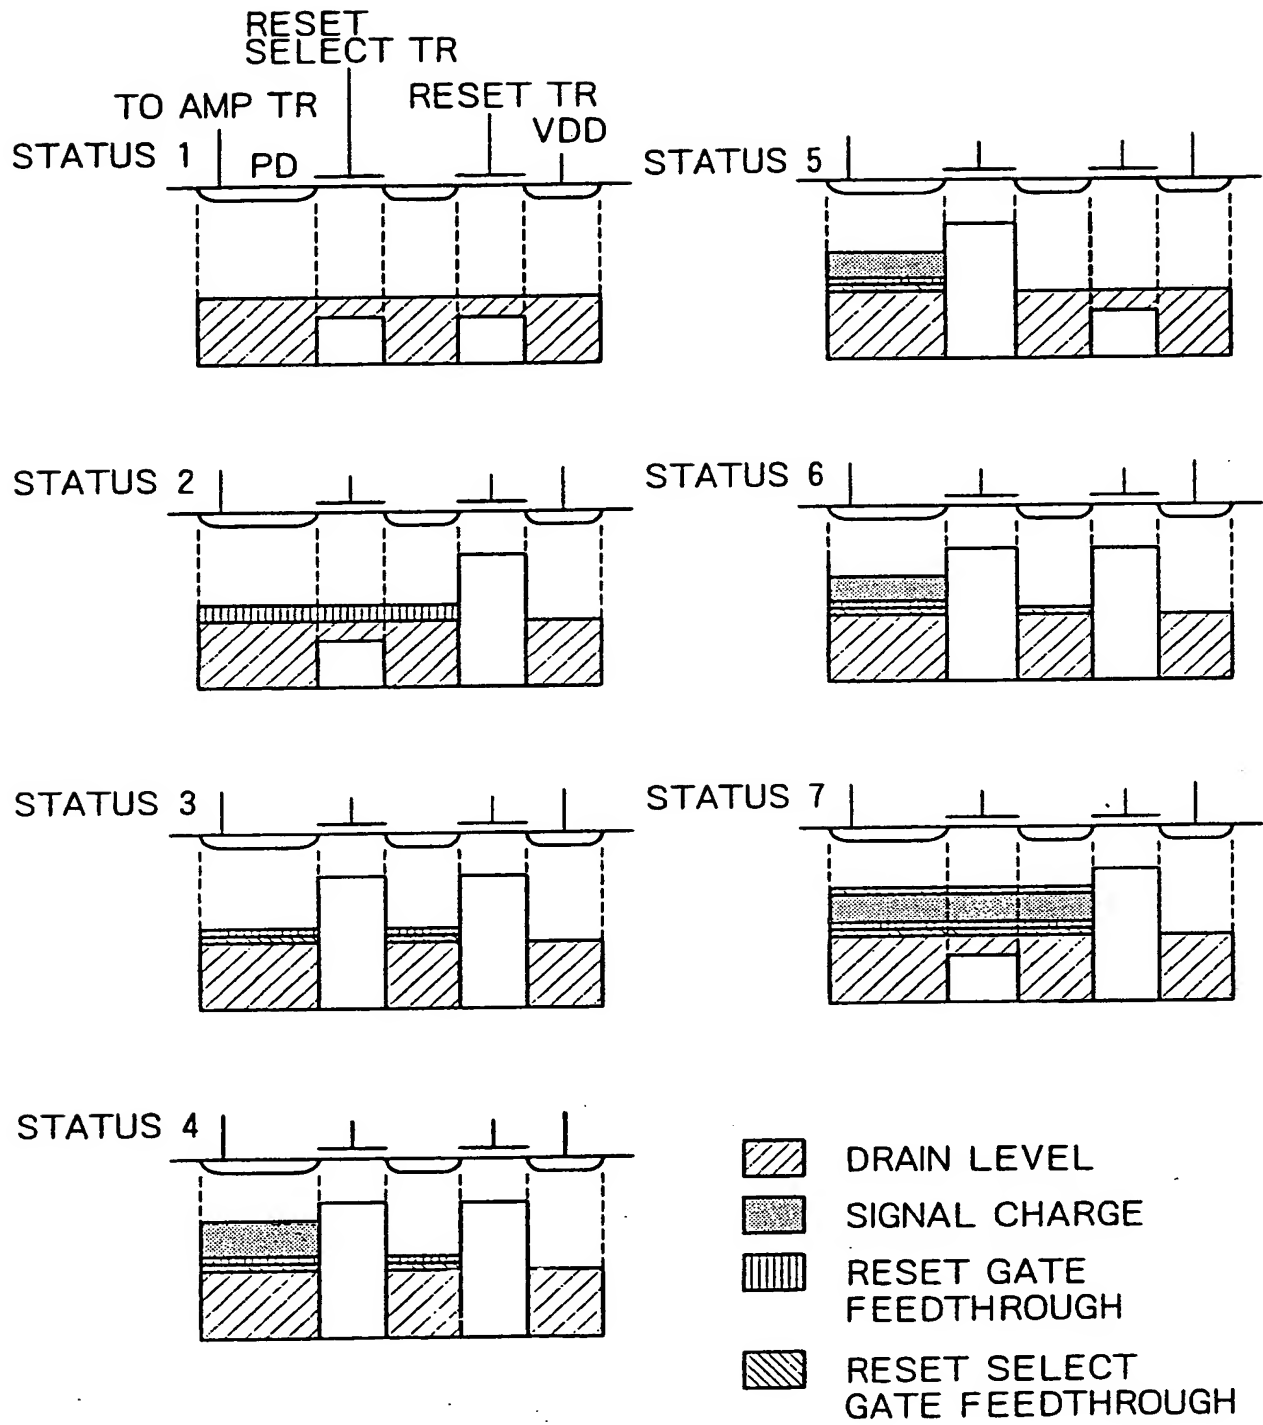 RESET
SELECT TR
TO AMP TR
RESET TR
VDD
STATUS 1
PD
STATUS 2
STATUS 3
STATUS 4
STATUS 5
STATUS 6
STATUS 7
DRAIN LEVEL
SIGNAL CHARGE
RESET GATE
FEEDTHROUGH
RESET SELECT
GATE FEEDTHROUGH